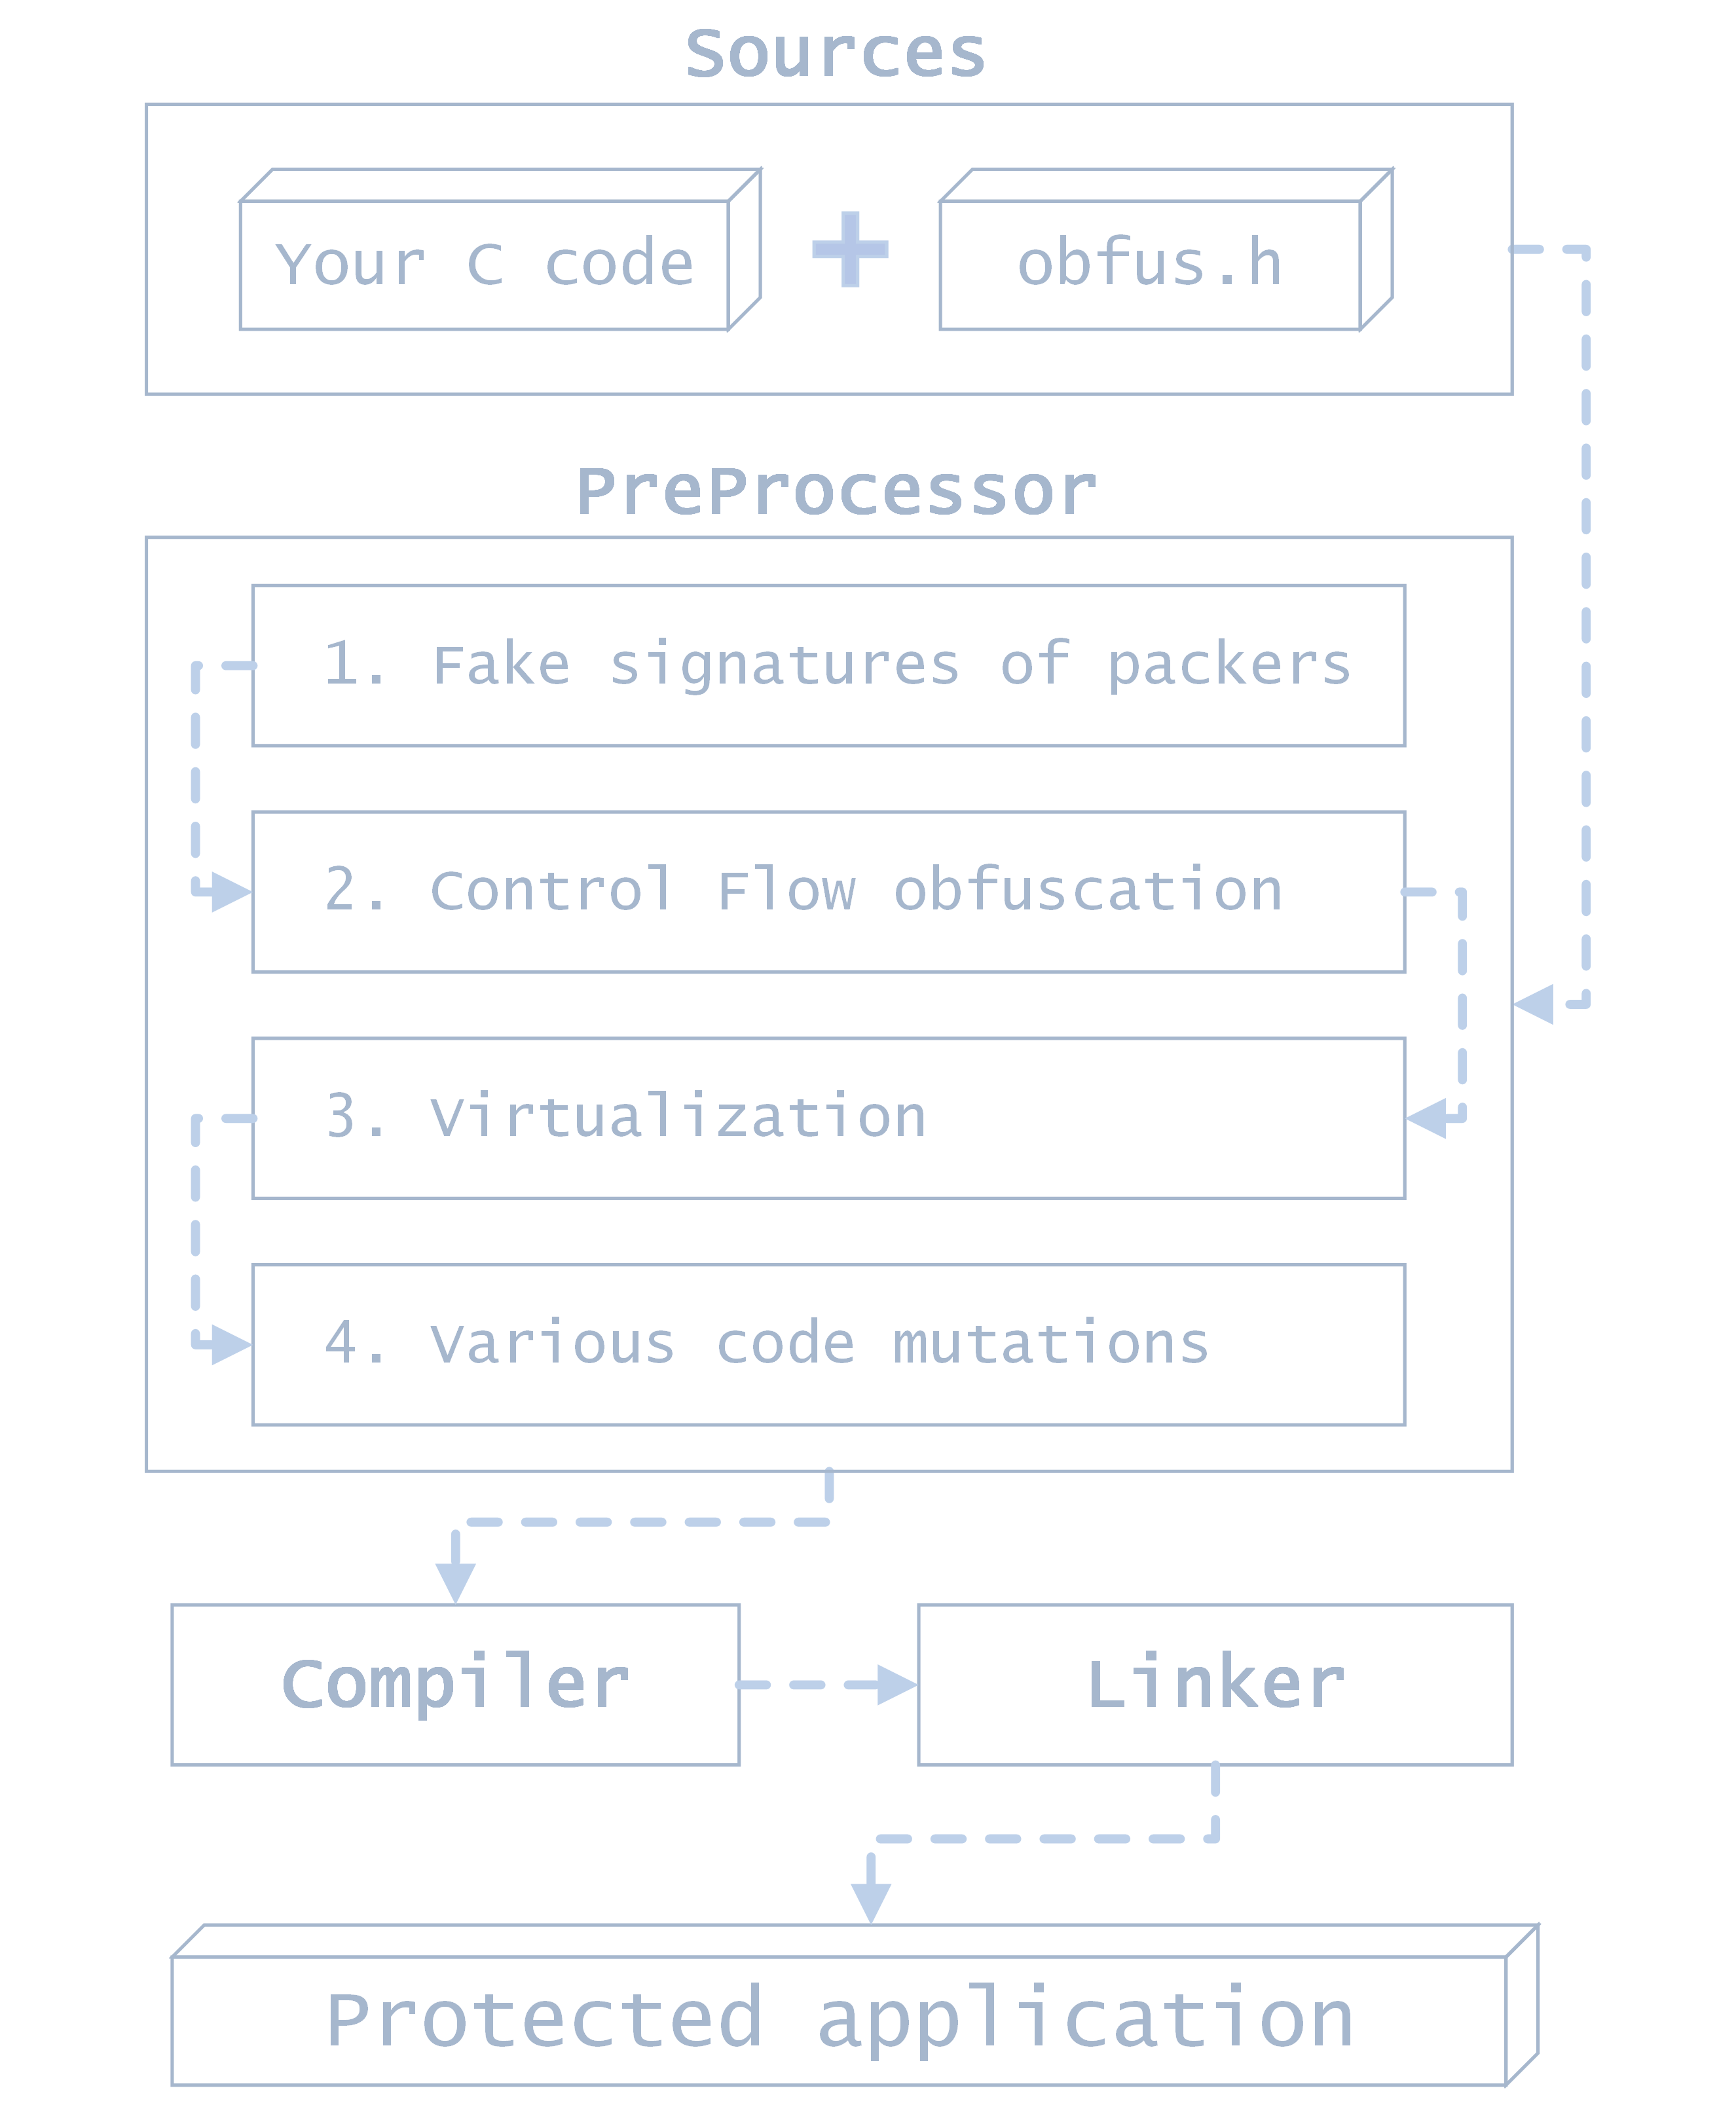 Sources
Your C code
+
obfus.h
PreProcessor
1. Fake signatures of packers
2. Control Flow obfuscation
3. Virtualization
4. Various code mutations
Compiler
Linker
Protected application